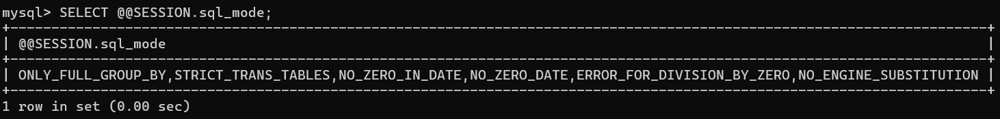 mysql> SELECT @@SESSION.sql_mode;
+-----------------------------------------------------------------------------------------------------------------------+
| @@SESSION.sql_mode                                                                                                    |
+-----------------------------------------------------------------------------------------------------------------------+
| ONLY_FULL_GROUP_BY,STRICT_TRANS_TABLES,NO_ZERO_IN_DATE,NO_ZERO_DATE,ERROR_FOR_DIVISION_BY_ZERO,NO_ENGINE_SUBSTITUTION |
+-----------------------------------------------------------------------------------------------------------------------+
1 row in set (0.00 sec)